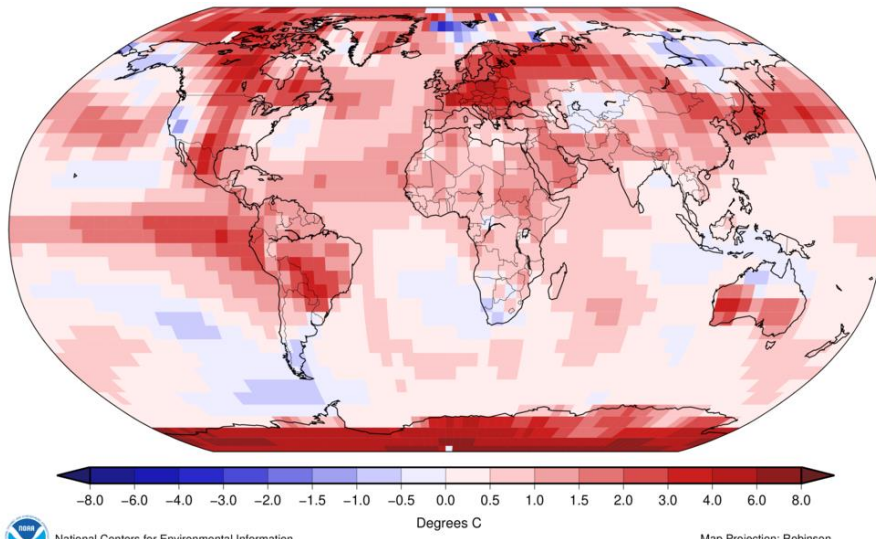 −8.0 −6.0 −4.0 −3.0 −2.0 −1.5 −1.0 −0.5 0.0 0.5 1.0 1.5 2.0 3.0 4.0 6.0 8.0
Degrees C
NOAA
National Centers for Environmental Information
Map Projection: Robinson